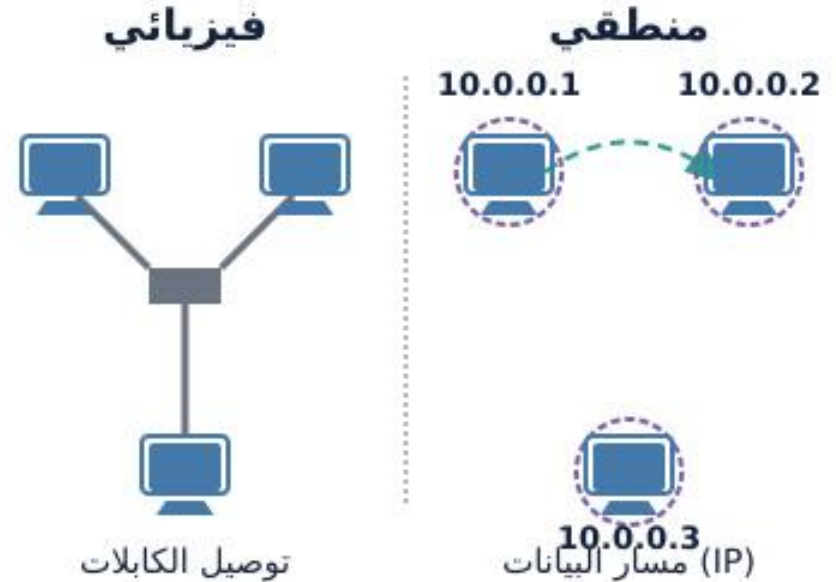 منطقي
فيزيائي
10.0.0.1
10.0.0.2
10.0.0.3
مسار البيانات (IP)
توصيل الكابلات